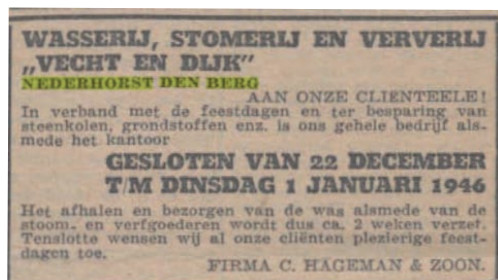 WASSERIJ, STOMERIJ EN VERVERIJ
„VECHT EN DIJK"
NEDERHORST DEN BERG
AAN ONZE CLIENTEELE!
In verband met de feestdagen en ter besparing van
steenkolen, grondstoffen enz. is ons gehele bedrijf als-
mede het kantoor
GESLOTEN VAN 22 DECEMBER
T/M DINSDAG 1 JANUARI 1946
Het afhalen en bezorgen van de was alsmede van de
stoom- en verfgoederen wordt dus ca. 2 weken verzet.
Tenslotte wensen wij al onze cliënten plezierige feest-
dagen toe.
FIRMA C. HAGEMAN & ZOON.